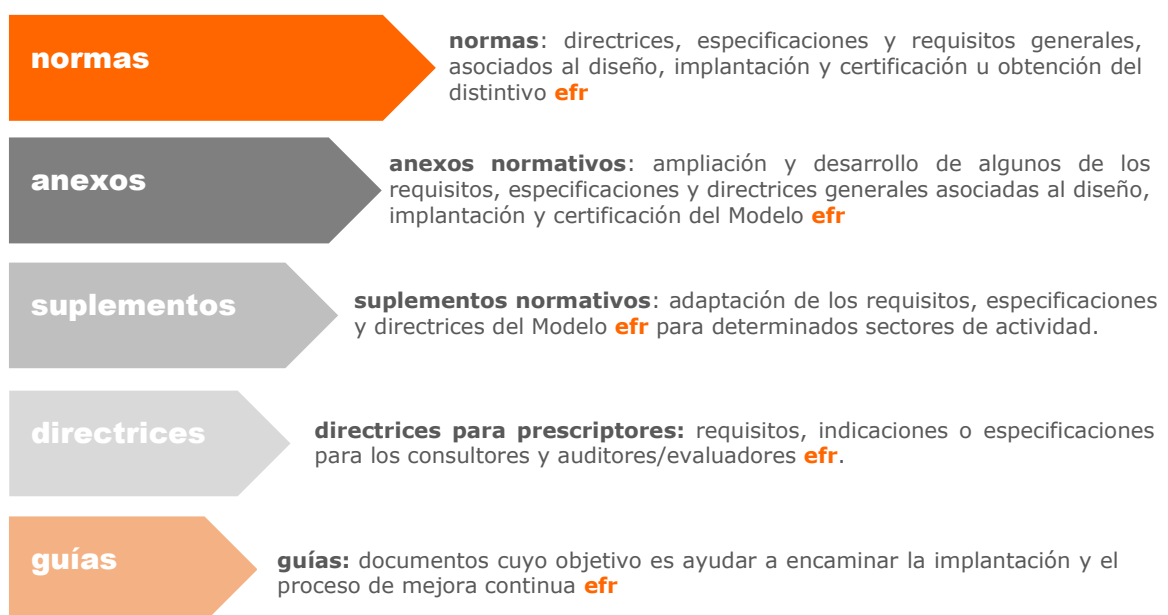 normas
normas: directrices, especificaciones y requisitos generales,
asociados al diseño, implantación y certificación u obtención del
distintivo efr
anexos
anexos normativos: ampliación y desarrollo de algunos de los
requisitos, especificaciones y directrices generales asociadas al diseño,
implantación y certificación del Modelo efr
suplementos
suplementos normativos: adaptación de los requisitos, especificaciones
y directrices del Modelo efr para determinados sectores de actividad.
directrices
directrices para prescriptores: requisitos, indicaciones o especificaciones
para los consultores y auditores/evaluadores efr.
guías
guías: documentos cuyo objetivo es ayudar a encaminar la implantación y el
proceso de mejora continua efr